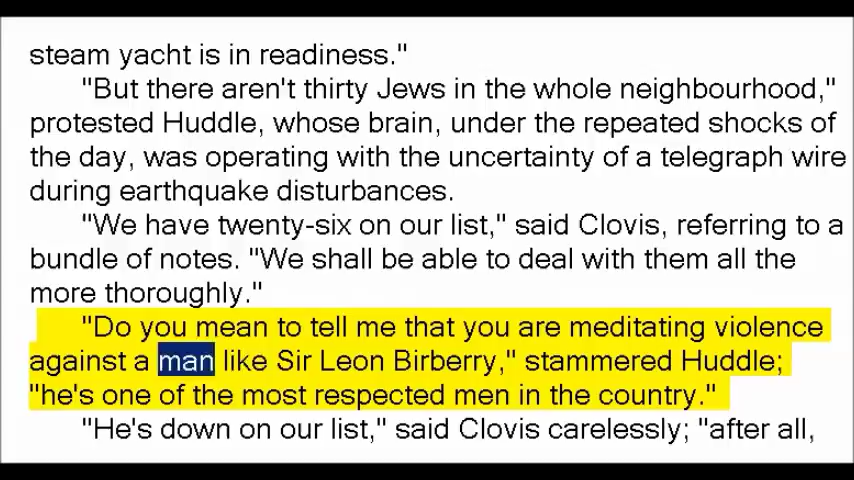 steam yacht is in readiness."
"But there aren't thirty Jews in the whole neighbourhood,"
protested Huddle, whose brain, under the repeated shocks of
the day, was operating with the uncertainty of a telegraph wire
during earthquake disturbances.
"We have twenty-six on our list," said Clovis, referring to a
bundle of notes. "We shall be able to deal with them all the
more thoroughly."
"Do you mean to tell me that you are meditating violence
against a man like Sir Leon Birberry," stammered Huddle;
"he's one of the most respected men in the country."
"He's down on our list," said Clovis carelessly; "after all,